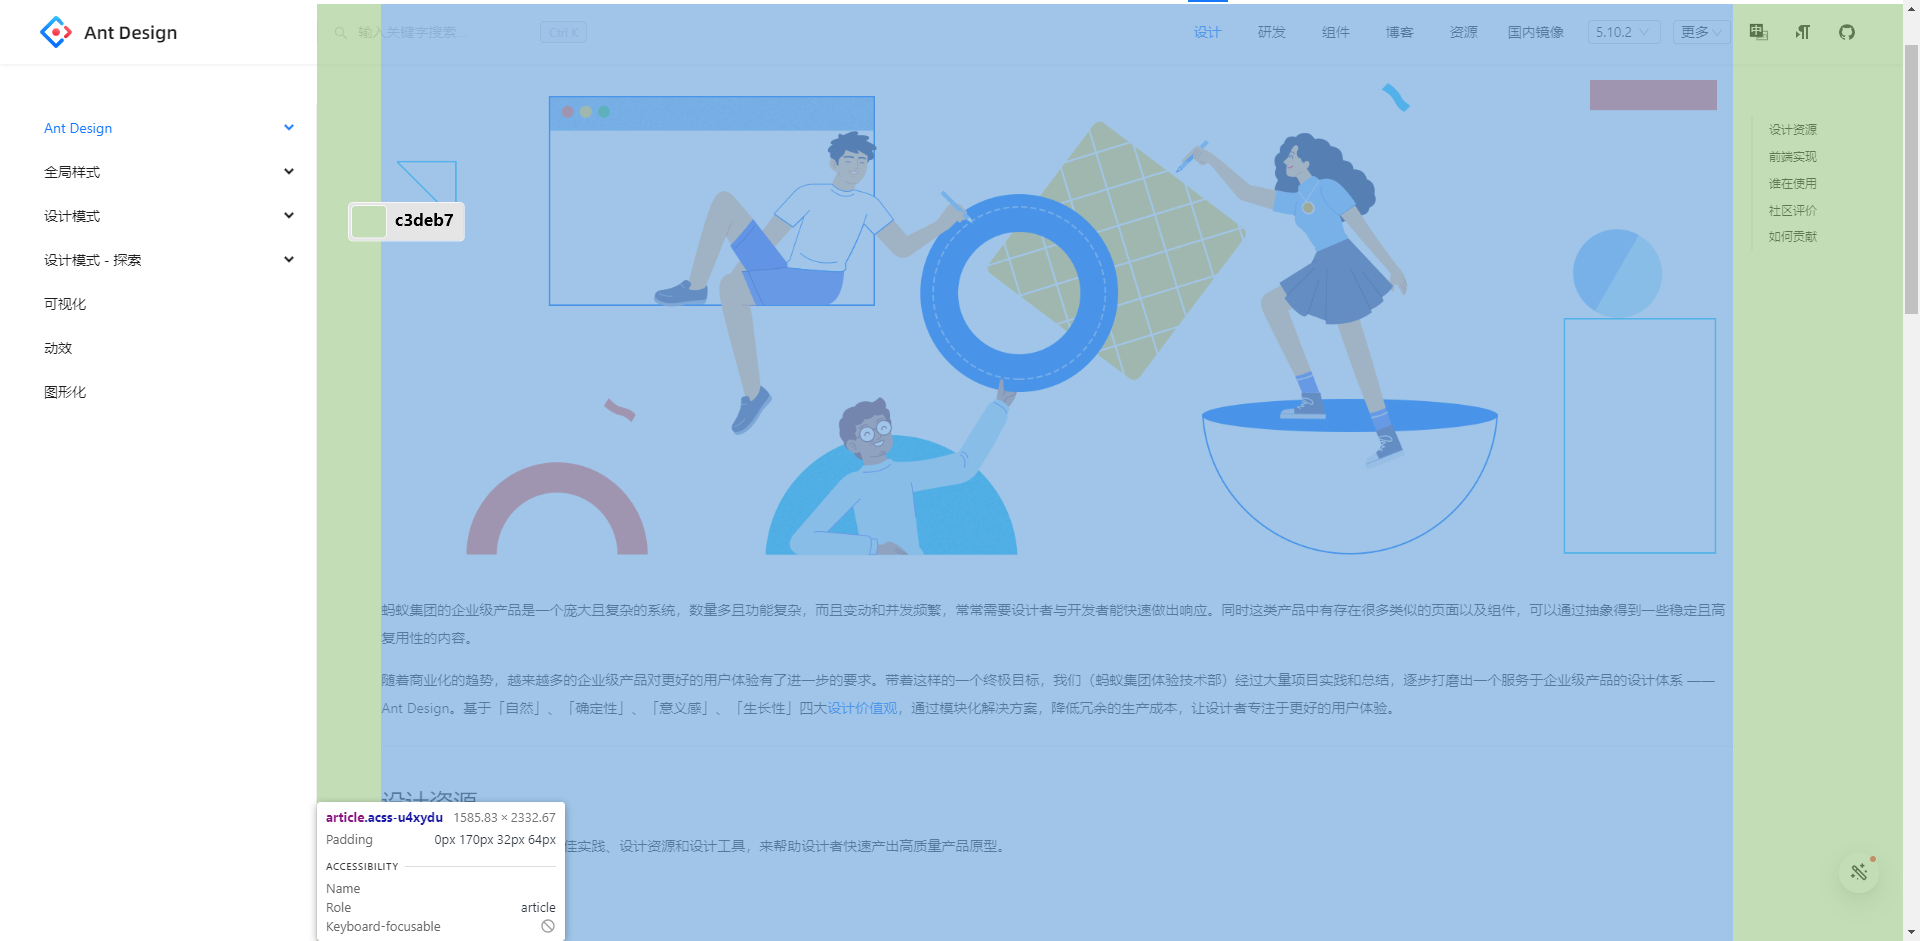 Ant Design
输入关键字搜索...
Ctrl K
设计
研发
组件
博客
资源
国内镜像
5.10.2
更多
Ant Design
全局样式
设计模式
设计模式 - 探索
可视化
动效
图形化
c3deb7
设计资源
前端实现
谁在使用
社区评价
如何贡献
蚂蚁集团的企业级产品是一个庞大且复杂的系统，数量多且功能复杂，而且变动和并发频繁，常常需要设计者与开发者能快速做出响应。同时这类产品中有存在很多类似的页面以及组件，可以通过抽象得到一些稳定且高
复用性的内容。
随着商业化的趋势，越来越多的企业级产品对更好的用户体验有了进一步的要求。带着这样的一个终极目标，我们（蚂蚁集团体验技术部）经过大量项目实践和总结，逐步打磨出一个服务于企业级产品的设计体系 ——
Ant Design。基于「自然」、「确定性」、「意义感」、「生长性」四大设计价值观，通过模块化解决方案，降低冗余的生产成本，让设计者专注于更好的用户体验。
设计资源
佳实践、设计资源和设计工具，来帮助设计者快速产出高质量产品原型。
article.acss-u4xydu 1585.83 × 2332.67
Padding 0px 170px 32px 64px
ACCESSIBILITY
Name
Role article
Keyboard-focusable